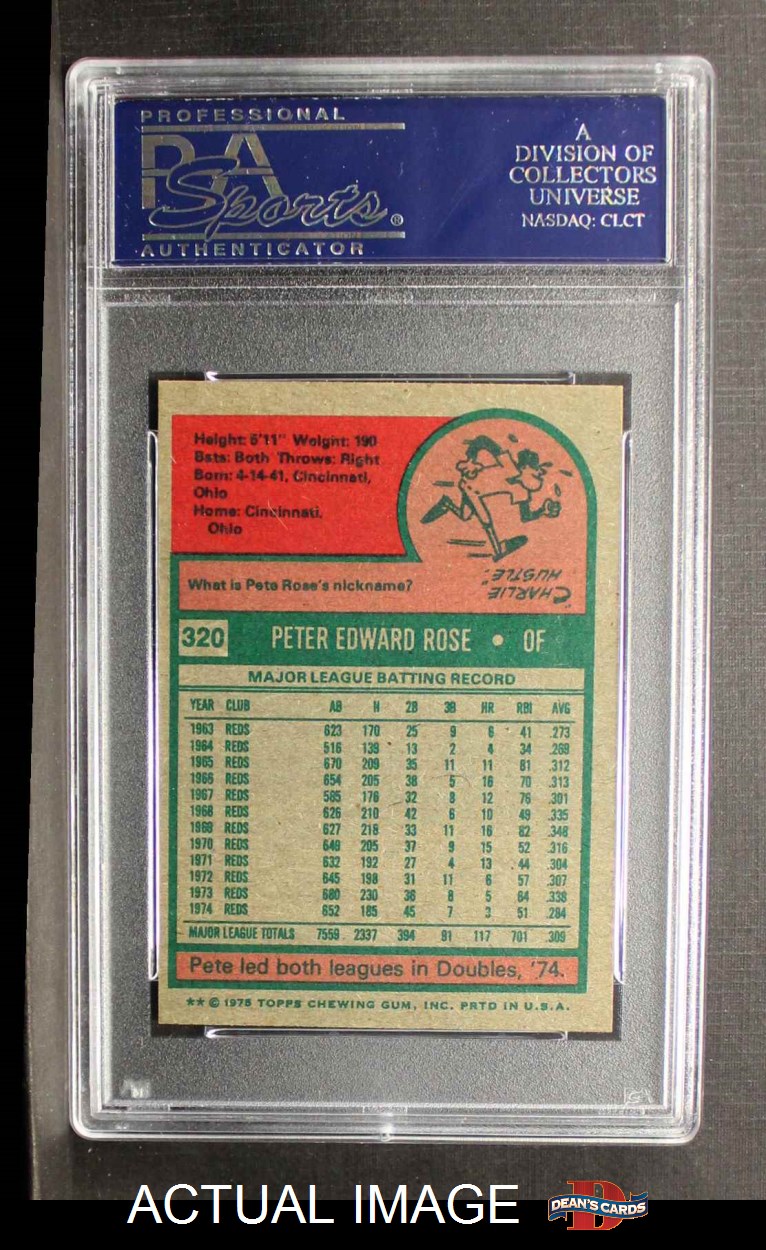 PROFESSIONAL
PSA
Sports®
AUTHENTICATOR
A
DIVISION OF
COLLECTORS
UNIVERSE
NASDAQ: CLCT
Height: 5'11" Weight: 190
Bats: Both Throws: Right
Born: 4-14-41, Cincinnati,
Ohio
Home: Cincinnati,
Ohio
What is Pete Rose's nickname?
"CHARLIE
HUSTLE."
320 PETER EDWARD ROSE • OF
MAJOR LEAGUE BATTING RECORD
YEAR CLUB AB H 2B 3B HR RBI AVG
1963 REDS 623 170 25 9 6 41 .273
1964 REDS 516 139 13 2 4 34 .269
1965 REDS 670 209 35 11 11 81 .312
1966 REDS 654 205 38 5 16 70 .313
1967 REDS 585 176 32 8 12 76 .301
1968 REDS 626 210 42 6 10 49 .335
1969 REDS 627 218 33 11 16 82 .348
1970 REDS 649 205 37 9 15 52 .316
1971 REDS 632 192 27 4 13 44 .304
1972 REDS 645 198 31 11 6 57 .307
1973 REDS 680 230 36 8 5 64 .338
1974 REDS 652 185 45 7 3 51 .284
MAJOR LEAGUE TOTALS 7559 2337 394 91 117 701 .309
Pete led both leagues in Doubles, '74.
** © 1975 TOPPS CHEWING GUM, INC. PRTD IN U.S.A.
ACTUAL IMAGE
DEAN'S CARDS